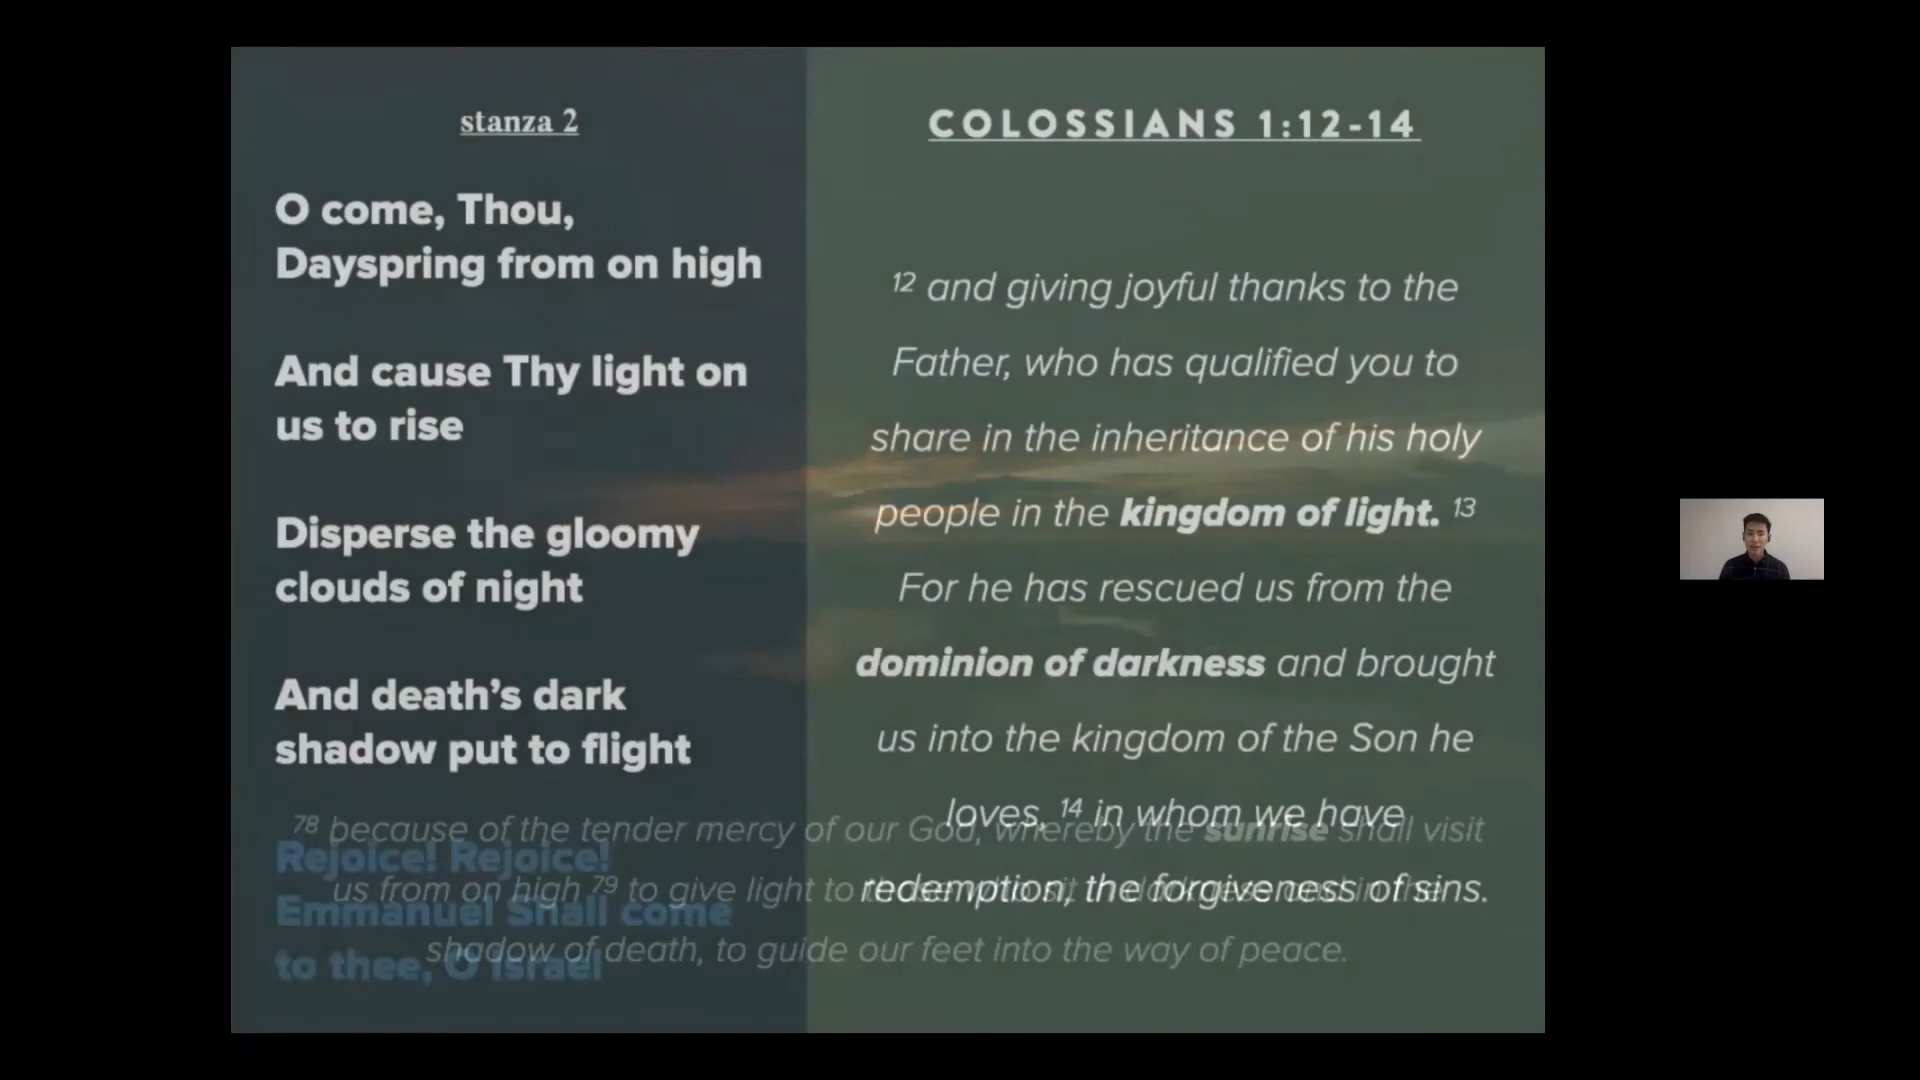 stanza 2
O come, Thou,
Dayspring from on high
And cause Thy light on
us to rise
Disperse the gloomy
clouds of night
And death’s dark
shadow put to flight
Rejoice! Rejoice!
Emmanuel Shall come
to thee, O Israel
COLOSSIANS 1:12-14
12 and giving joyful thanks to the
Father, who has qualified you to
share in the inheritance of his holy
people in the kingdom of light. 13
For he has rescued us from the
dominion of darkness and brought
us into the kingdom of the Son he
loves, 14 in whom we have
redemption, the forgiveness of sins.
78 because of the tender mercy of our God, whereby the sunrise shall visit
us from on high 79 to give light to in
shadow of death, to guide our feet into the way of peace.